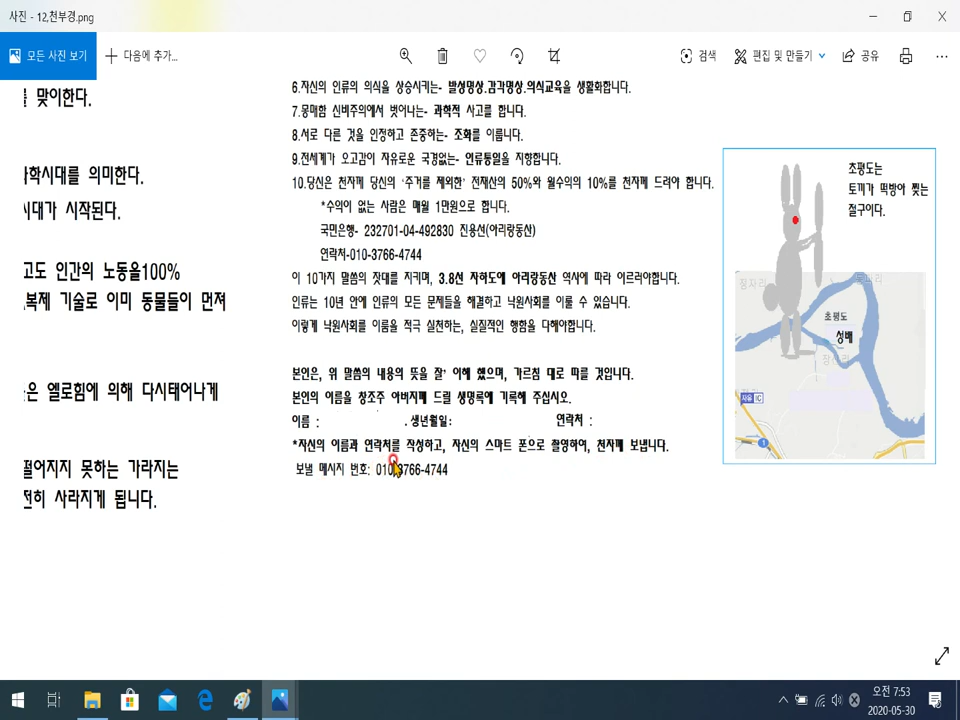 사진 - 12,천부경.png
모든 사진 보기
다음에 추가...
검색
편집 및 만들기
공유
맞이한다.
학시대를 의미한다.
시대가 시작된다.
고도 인간의 노동을100%
복제 기술로 이미 동물들이 먼저
은 엘로힘에 의해 다시태어나게
떨어지지 못하는 가라지는
전히 사라지게 됩니다.
6.자신의 인류의 의식을 상승시키는- 발성명상.감각명상.의식교육을 생활화합니다.
7.몽매함 신비주의에서 벗어나는- 과학적 사고를 합니다.
8.서로 다른 것을 인정하고 존중하는- 조화를 이룹니다.
9.전세계가 오고감이 자유로운 국경없는- 인류통일을 지향합니다.
10.당신은 천자께 당신의 '주거를 제외한' 전재산의 50%와 월수익의 10%를 천자께 드려야 합니다.
*수익이 없는 사람은 매월 1만원으로 합니다.
국민은행- 232701-04-492830 진용선(아리랑동산)
연락처-010-3766-4744
이 10가지 말씀의 잣대를 지키며, 3.8선 자하도에 아리랑동산 역사에 따라 이르러야합니다.
인류는 10년 안에 인류의 모든 문제들을 해결하고 낙원사회를 이룰 수 있습니다.
이렇게 낙원사회를 이룸을 적극 실천하는, 실질적인 행함을 다해야합니다.
본인은, 위 말씀의 내용의 뜻을 잘' 이해 했으며, 가르침 대로 따를 것입니다.
본인의 이름을 창조주 아버지께 드릴 생명록에 기록해 주십시오.
이름 : .생년월일: 연락처 :
*자신의 이름과 연락처를 작성하고, 자신의 스마트 폰으로 촬영하여, 천자께 보냅니다.
보낼 메시지 번호: 010-3766-4744
초평도는
토끼가 떡방아 찧는
절구이다.
초평도
성배
장산리
자유 IC
1
오전 7:53
2020-05-30